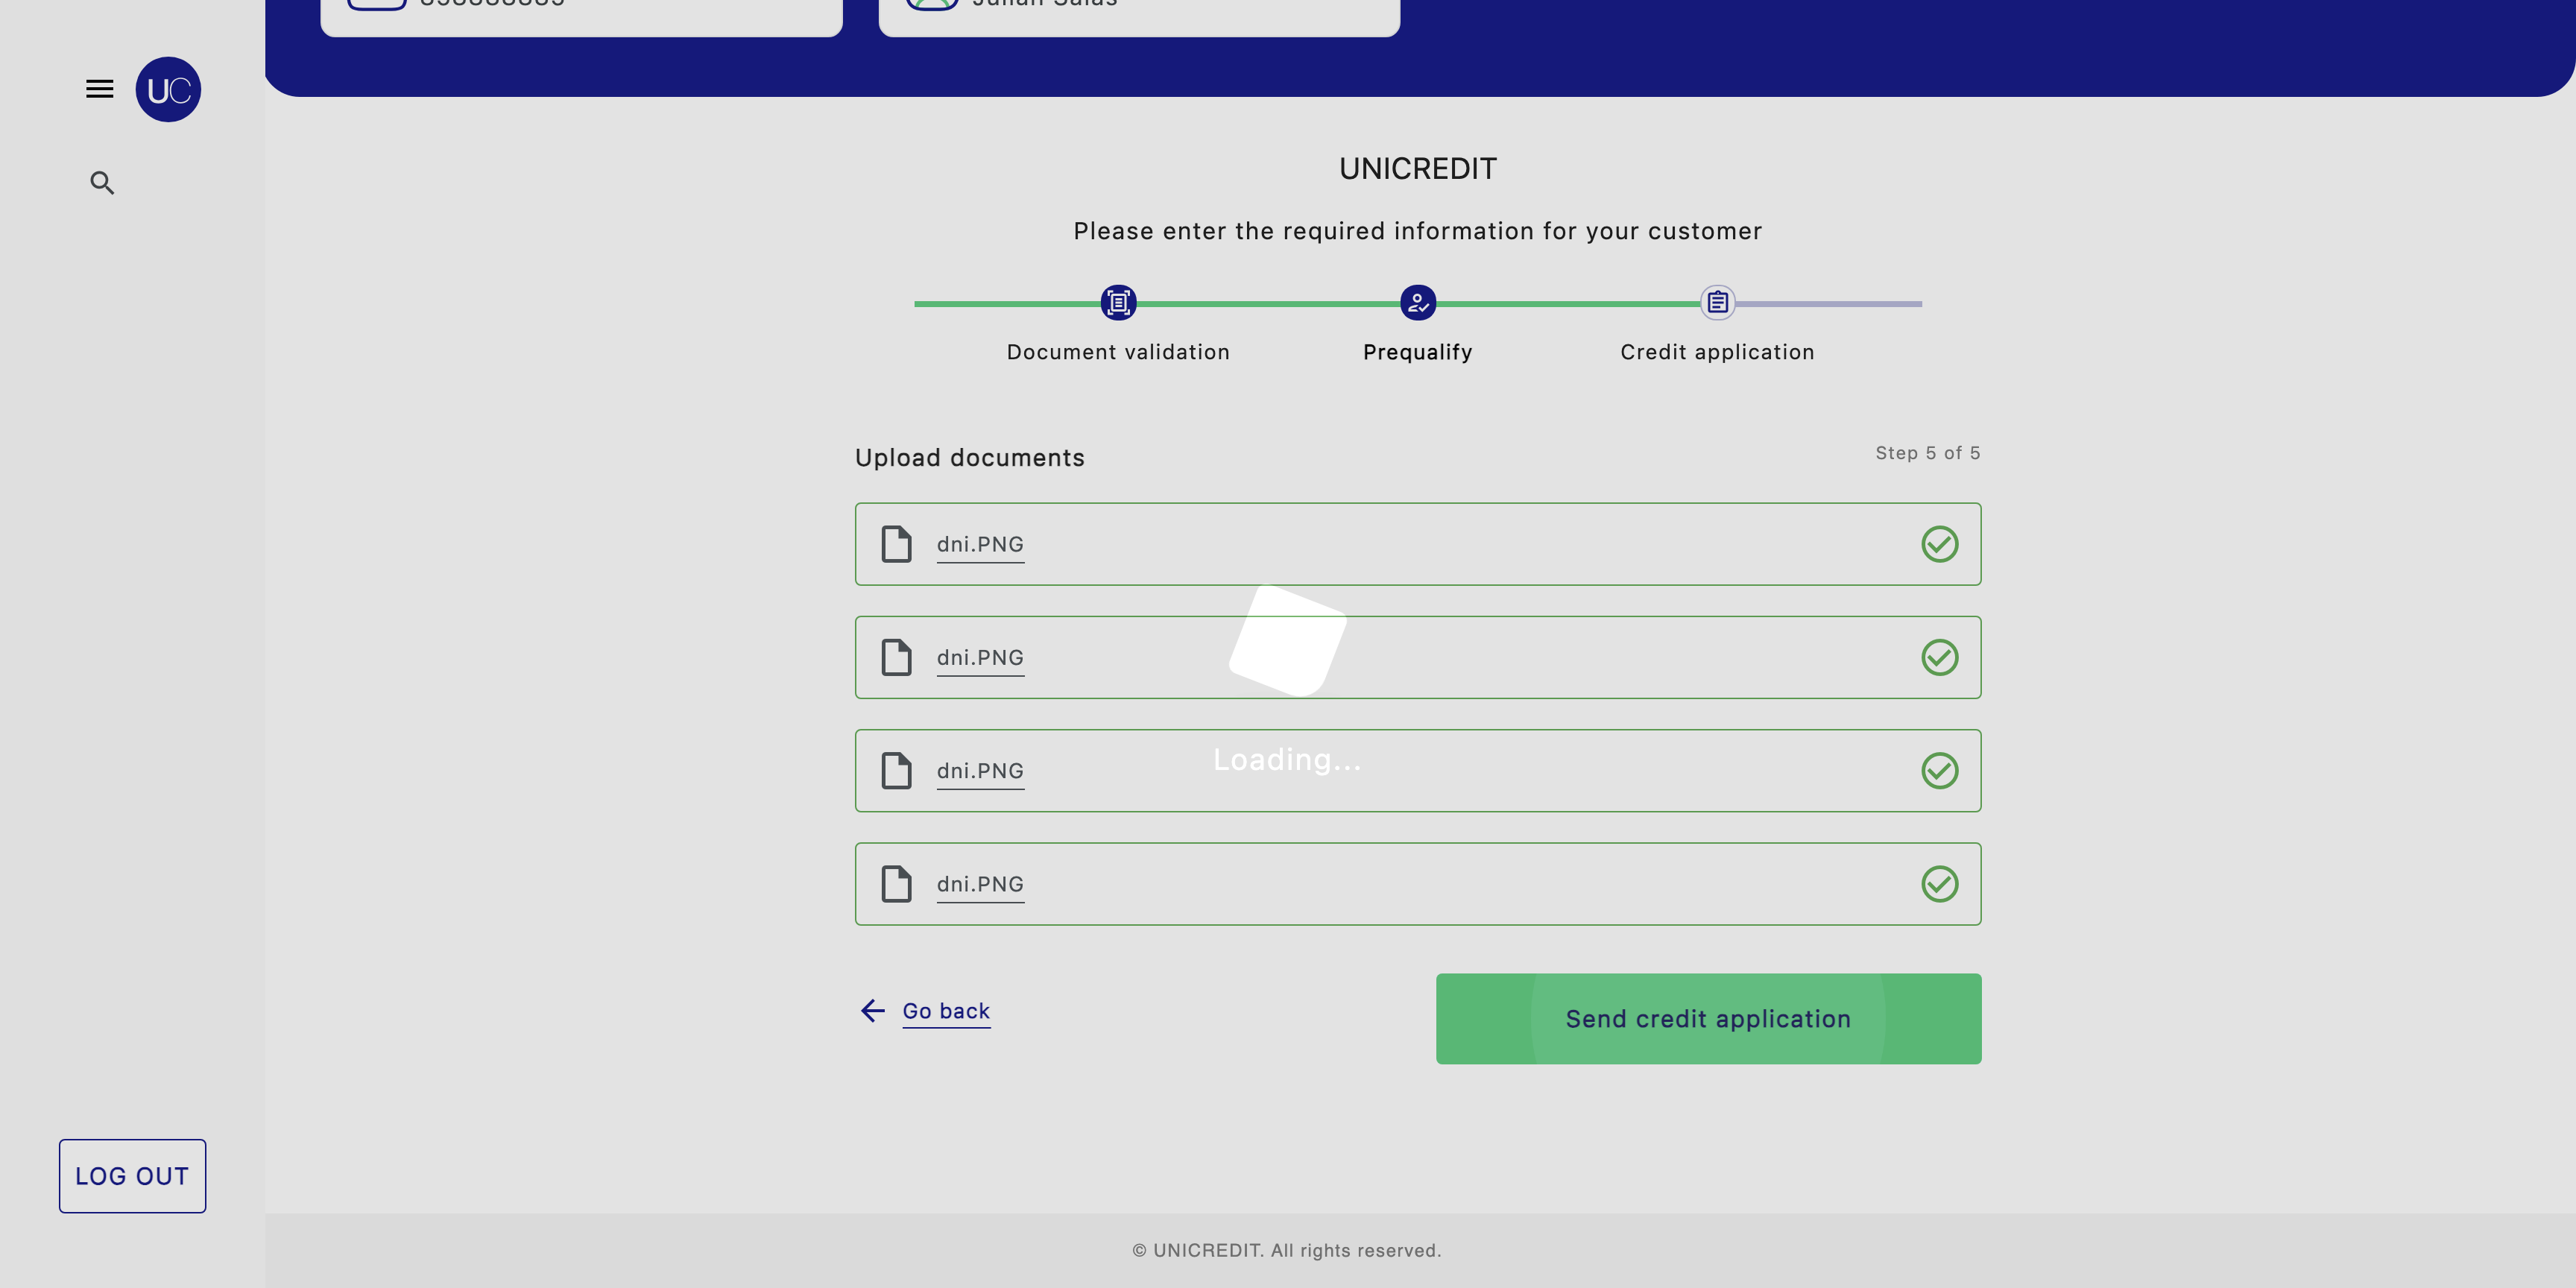 UC
UNICREDIT
Please enter the required information for your customer
Document validation
Prequalify
Credit application
Upload documents
Step 5 of 5
dni.PNG
dni.PNG
Loading...
dni.PNG
dni.PNG
Go back
Send credit application
LOG OUT
© UNICREDIT. All rights reserved.